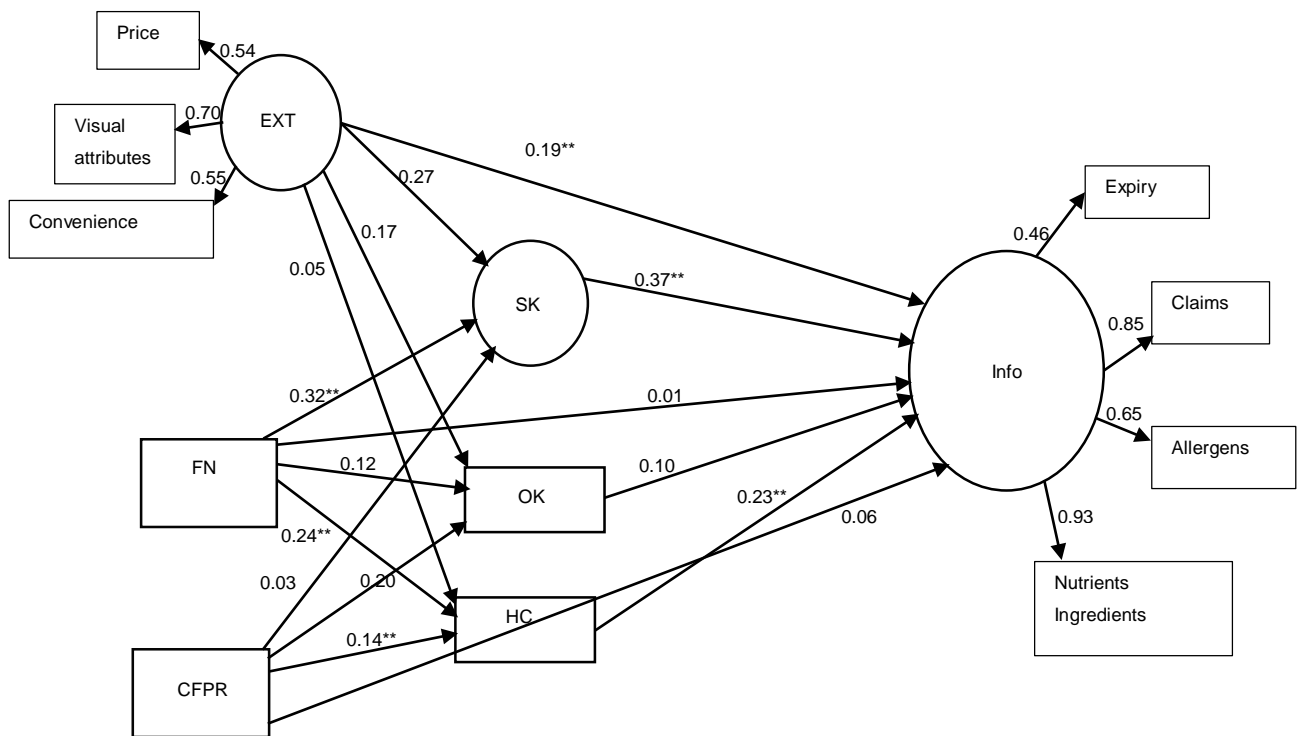 Price
0.54
EXT
0.70
Visual
attributes
0.19**
0.55
0.27
Expiry
Convenience
0.17
0.46
0.05
0.37**
SK
Claims
0.85
Info
0.32**
0.01
0.65
Allergens
FN
0.12
0.10
OK
0.23**
0.06
0.93
0.24**
0.03
0.20
Nutrients
Ingredients
HC
0.14**
CFPR